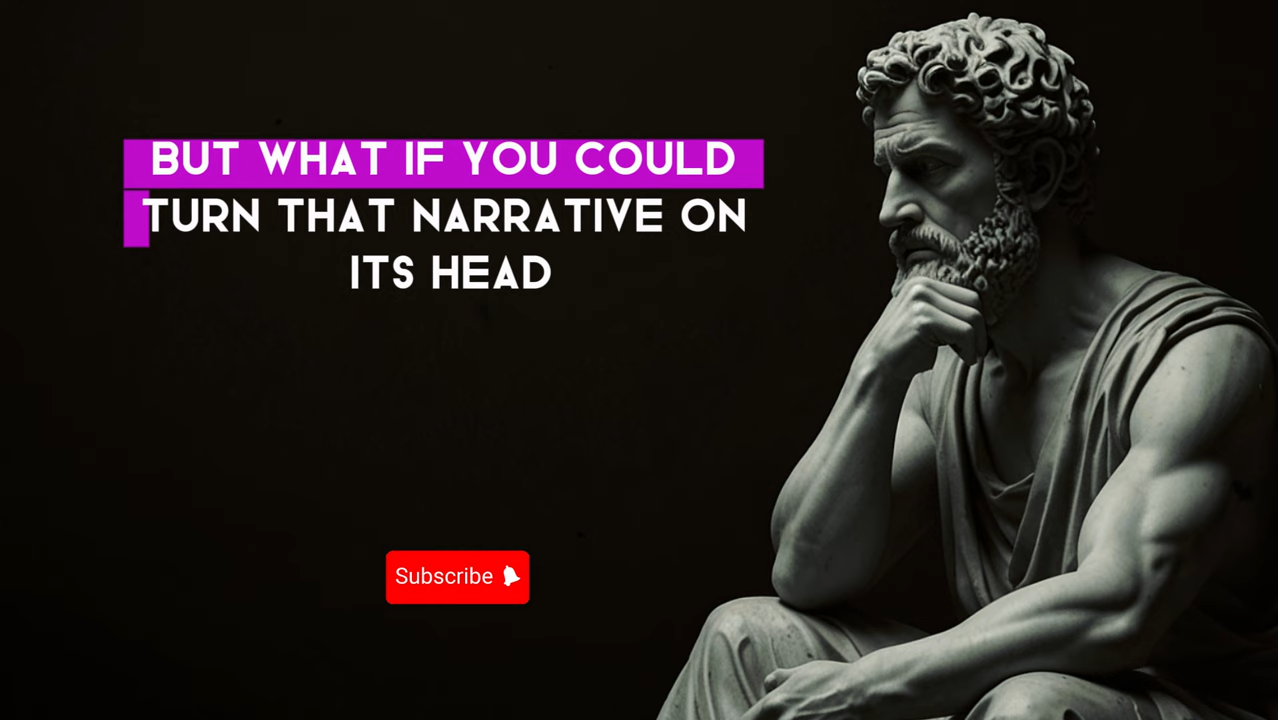 BUT WHAT IF YOU COULD
TURN THAT NARRATIVE ON
ITS HEAD
Subscribe